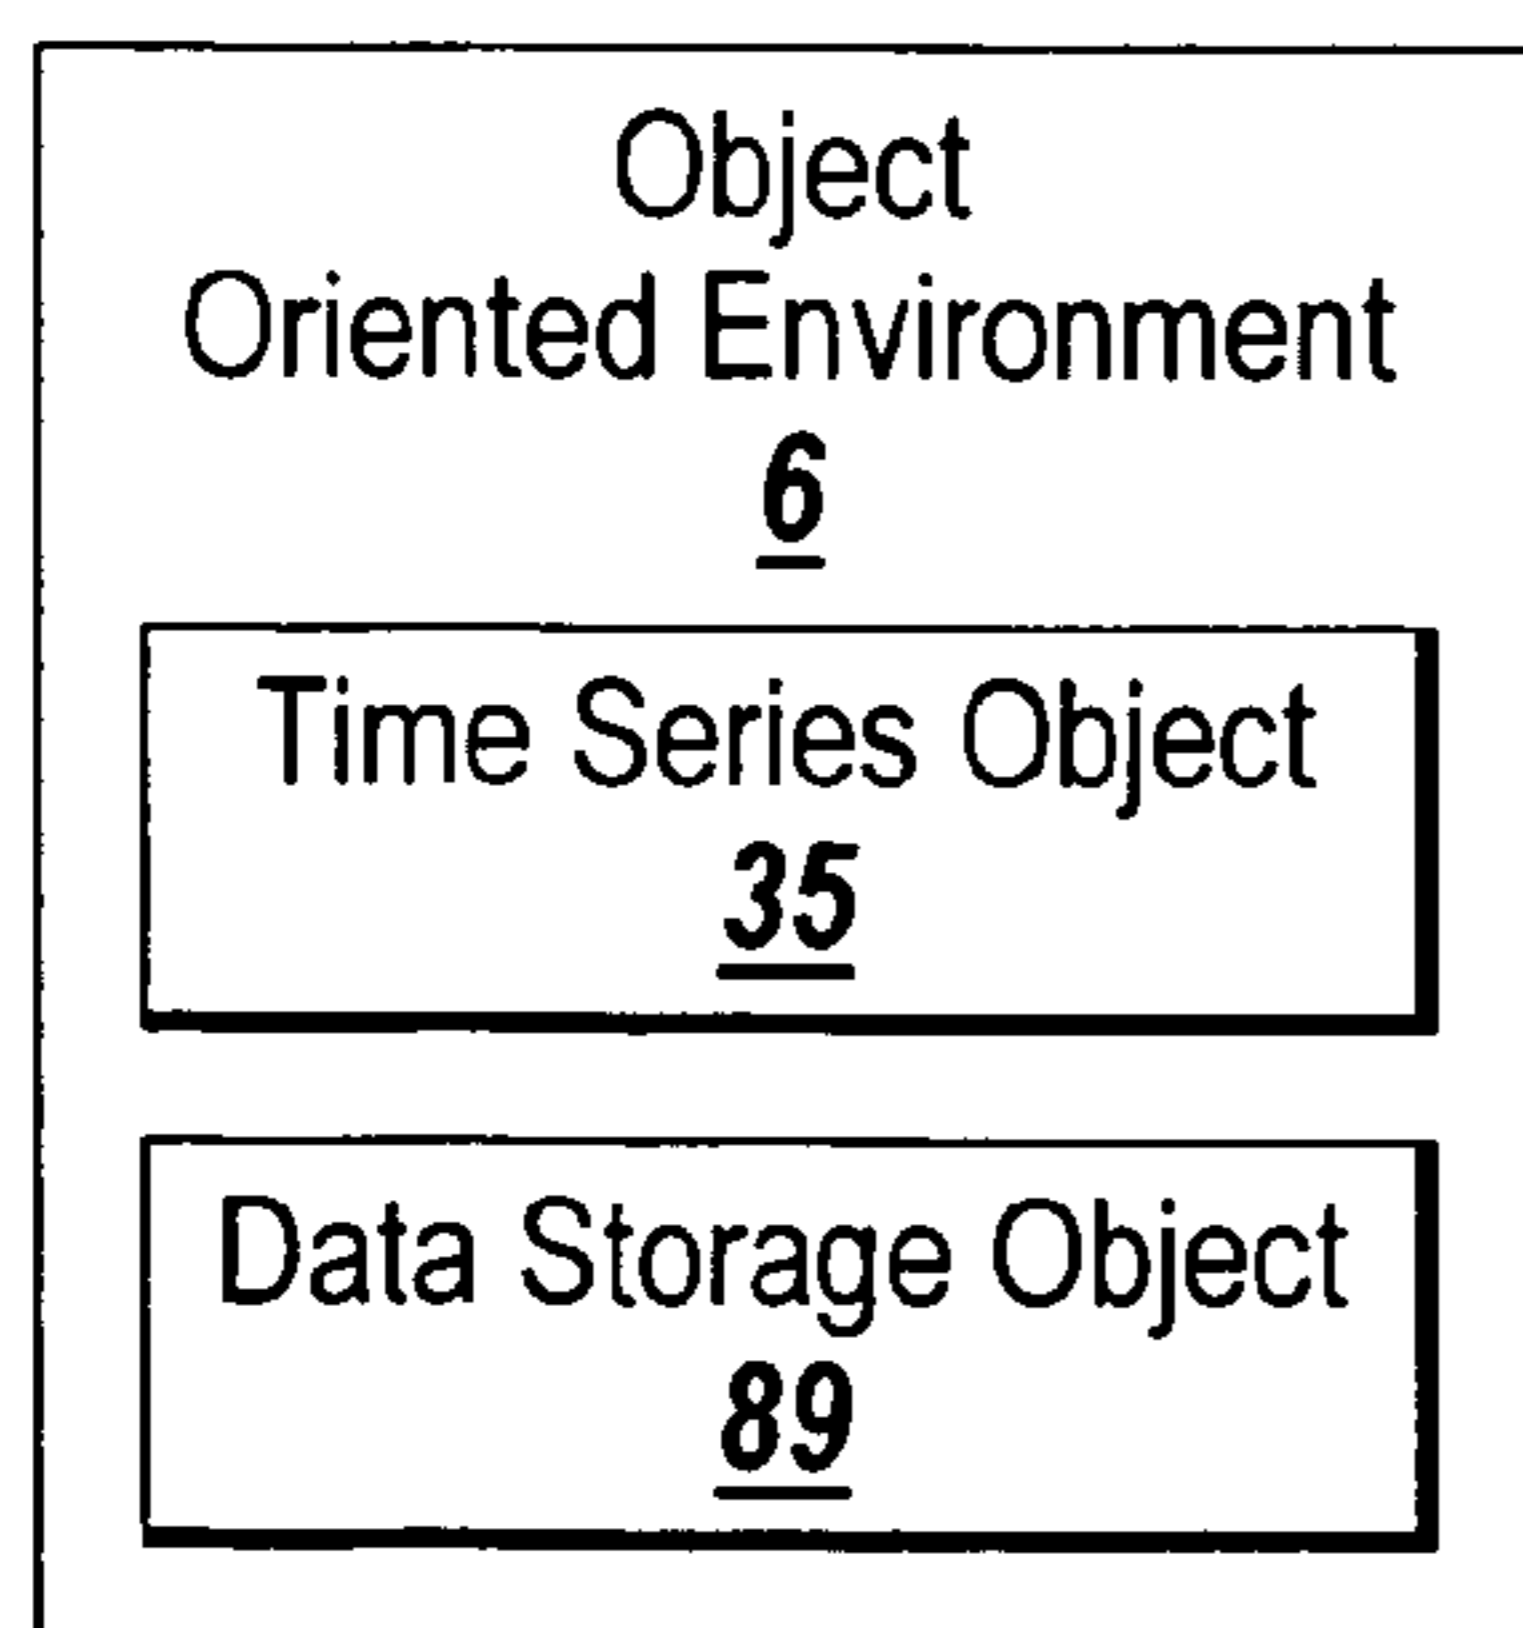 Object
Oriented Environment
6
Time Series Object
35
Data Storage Object
89